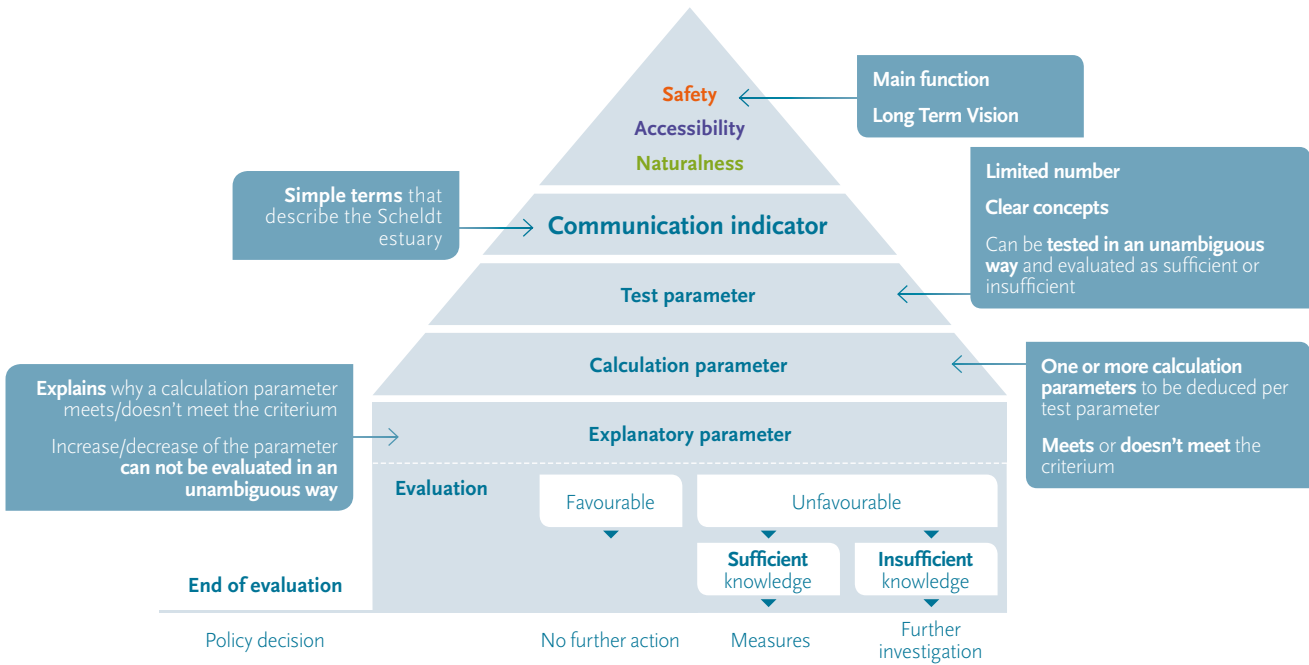 Safety
Accessibility
Naturalness
Main function
Long Term Vision
Simple terms that
describe the Scheldt
estuary
Communication indicator
Limited number
Clear concepts
Can be tested in an unambiguous
way and evaluated as sufficient or
insufficient
Test parameter
Calculation parameter
One or more calculation
parameters to be deduced per
test parameter
Meets or doesn't meet the
criterium
Explains why a calculation parameter
meets/doesn't meet the criterium
Increase/decrease of the parameter
can not be evaluated in an
unambiguous way
Explanatory parameter
Evaluation
Favourable
Unfavourable
Sufficient
knowledge
Insufficient
knowledge
End of evaluation
Policy decision
No further action
Measures
Further
investigation